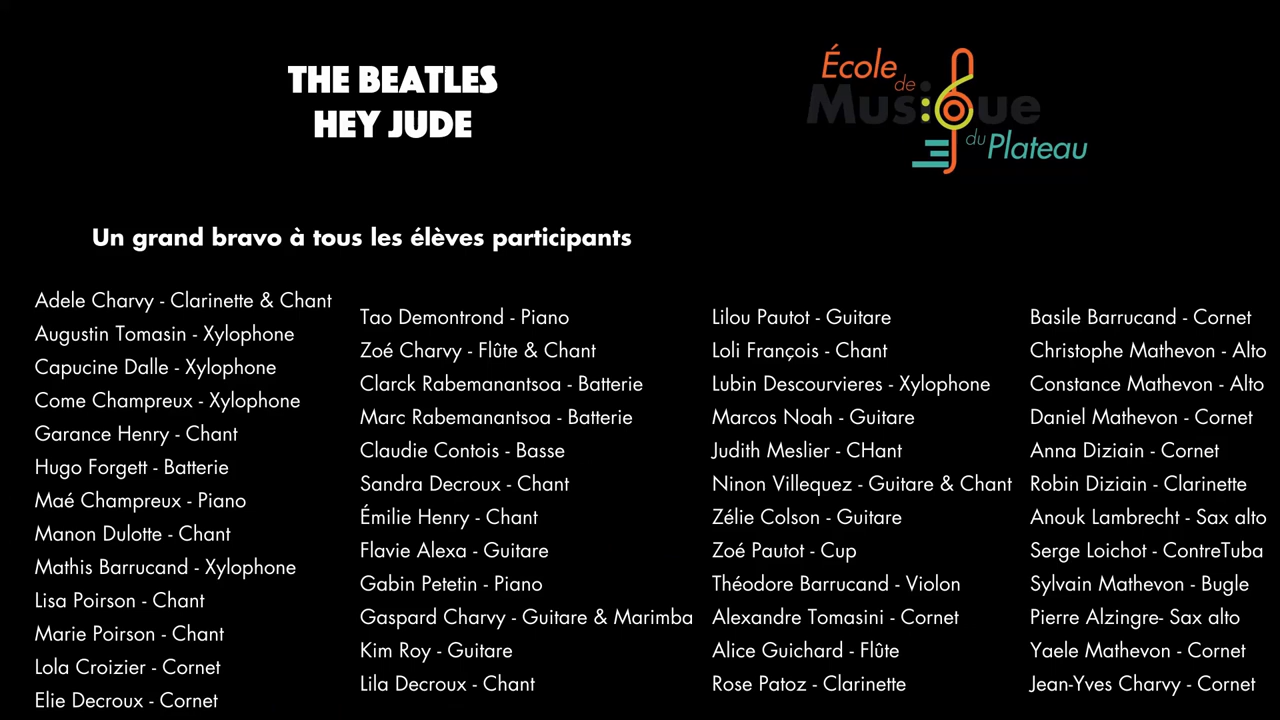 THE BEATLES
HEY JUDE
École de
Musique
du Plateau
Un grand bravo à tous les élèves participants
Adele Charvy - Clarinette & Chant
Augustin Tomasin - Xylophone
Capucine Dalle - Xylophone
Come Champreux - Xylophone
Garance Henry - Chant
Hugo Forgett - Batterie
Maé Champreux - Piano
Manon Dulotte - Chant
Mathis Barrucand - Xylophone
Lisa Poirson - Chant
Marie Poirson - Chant
Lola Croizier - Cornet
Elie Decroux - Cornet
Tao Demontrond - Piano
Zoé Charvy - Flûte & Chant
Clarck Rabemanantsoa - Batterie
Marc Rabemanantsoa - Batterie
Claudie Contois - Basse
Sandra Decroux - Chant
Émilie Henry - Chant
Flavie Alexa - Guitare
Gabin Petetin - Piano
Gaspard Charvy - Guitare & Marimba
Kim Roy - Guitare
Lila Decroux - Chant
Lilou Pautot - Guitare
Loli François - Chant
Lubin Descourvieres - Xylophone
Marcos Noah - Guitare
Judith Meslier - CHant
Ninon Villequez - Guitare & Chant
Zélie Colson - Guitare
Zoé Pautot - Cup
Théodore Barrucand - Violon
Alexandre Tomasini - Cornet
Alice Guichard - Flûte
Rose Patoz - Clarinette
Basile Barrucand - Cornet
Christophe Mathevon - Alto
Constance Mathevon - Alto
Daniel Mathevon - Cornet
Anna Diziain - Cornet
Robin Diziain - Clarinette
Anouk Lambrecht - Sax alto
Serge Loichot - ContreTuba
Sylvain Mathevon - Bugle
Pierre Alzingre- Sax alto
Yaele Mathevon - Cornet
Jean-Yves Charvy - Cornet